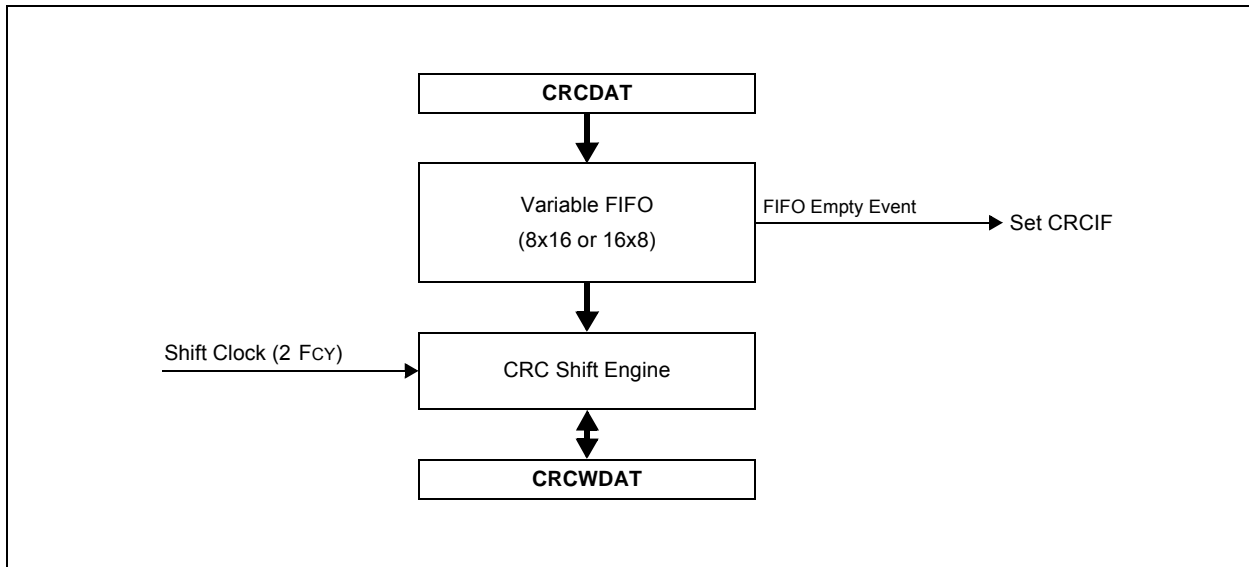 CRCDAT
Variable FIFO
(8x16 or 16x8)
FIFO Empty Event
Set CRCIF
Shift Clock (2 FCY)
CRC Shift Engine
CRCWDAT